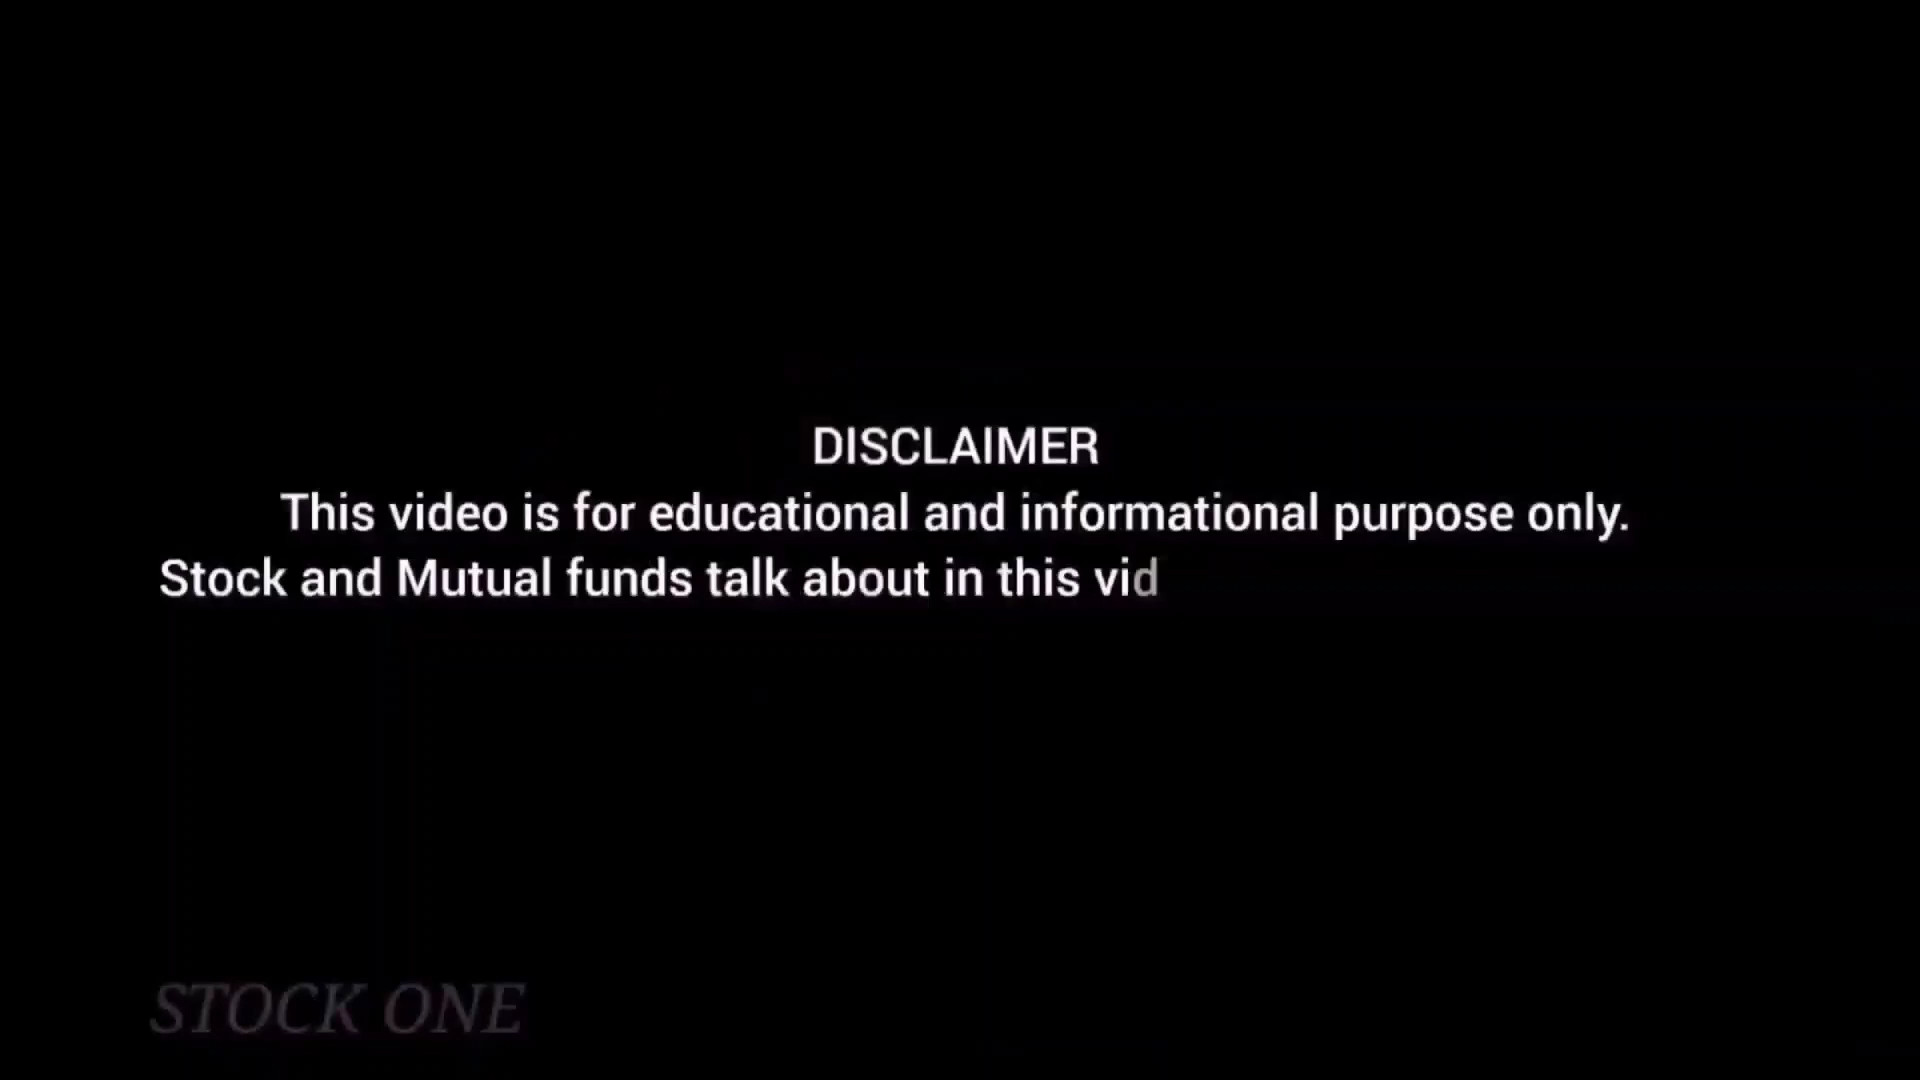 DISCLAIMER
This video is for educational and informational purpose only.
Stock and Mutual funds talk about in this vid
STOCK ONE